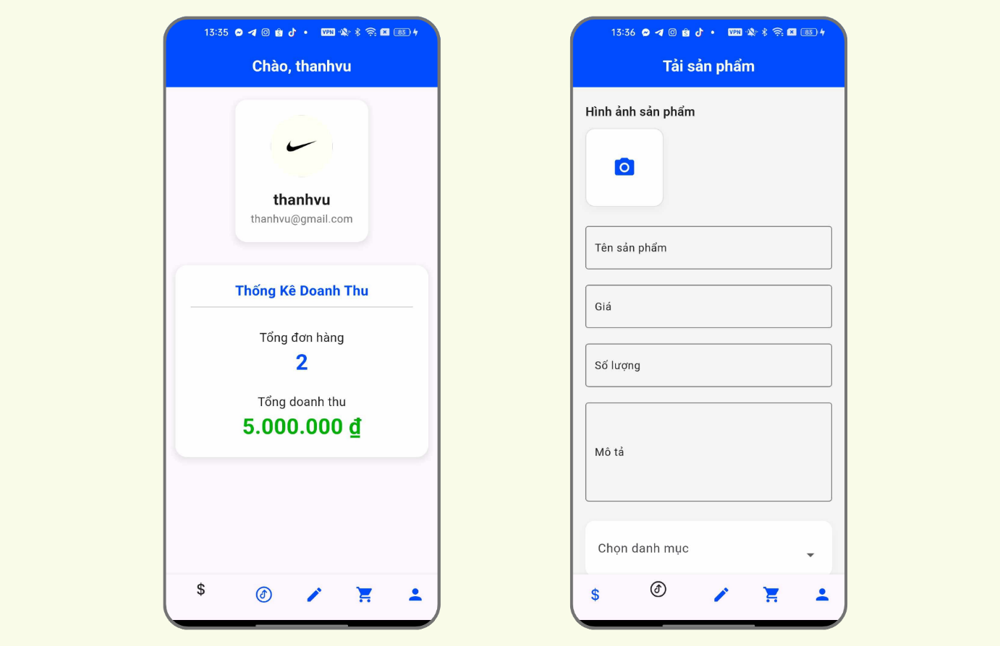 13:35 VPN 83
Chào, thanhvu
thanhvu
thanhvu@gmail.com
Thống Kê Doanh Thu
Tổng đơn hàng
2
Tổng doanh thu
5.000.000 ₫
$
13:36 VPN 83
Tải sản phẩm
Hình ảnh sản phẩm
Tên sản phẩm
Giá
Số lượng
Mô tả
Chọn danh mục
$